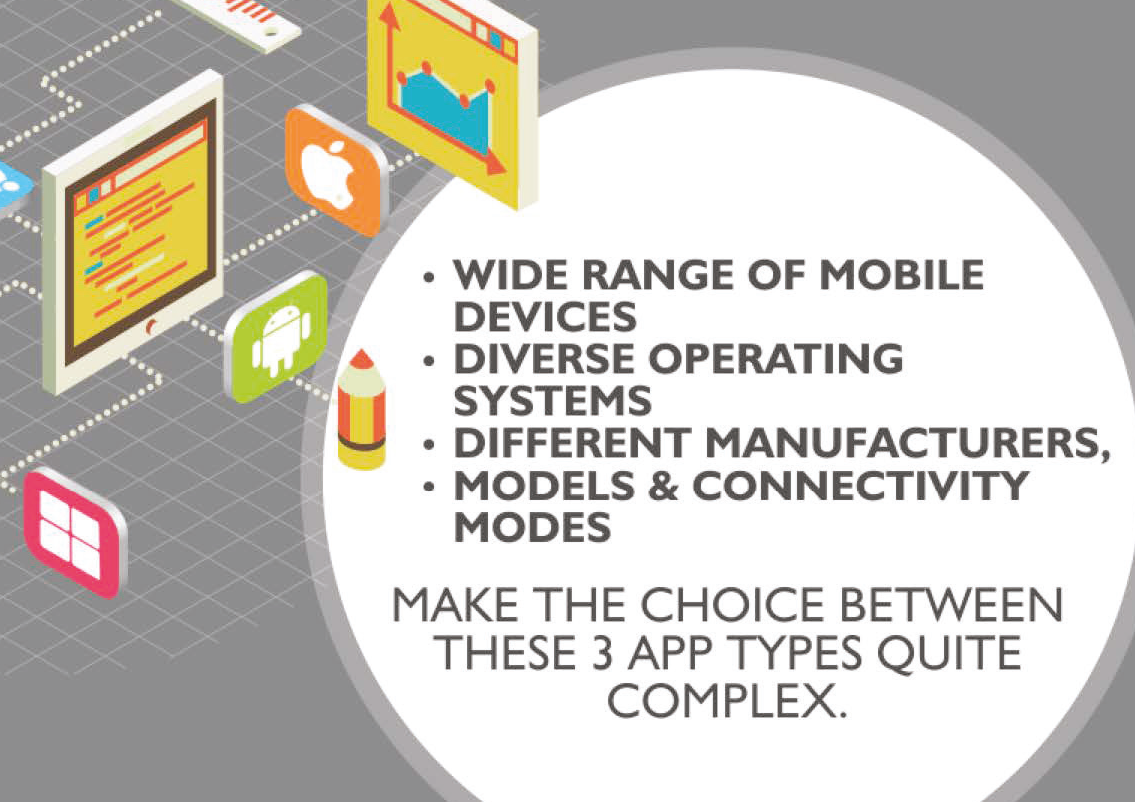 • WIDE RANGE OF MOBILE
DEVICES
• DIVERSE OPERATING
SYSTEMS
• DIFFERENT MANUFACTURERS,
• MODELS & CONNECTIVITY
MODES
MAKE THE CHOICE BETWEEN
THESE 3 APP TYPES QUITE
COMPLEX.